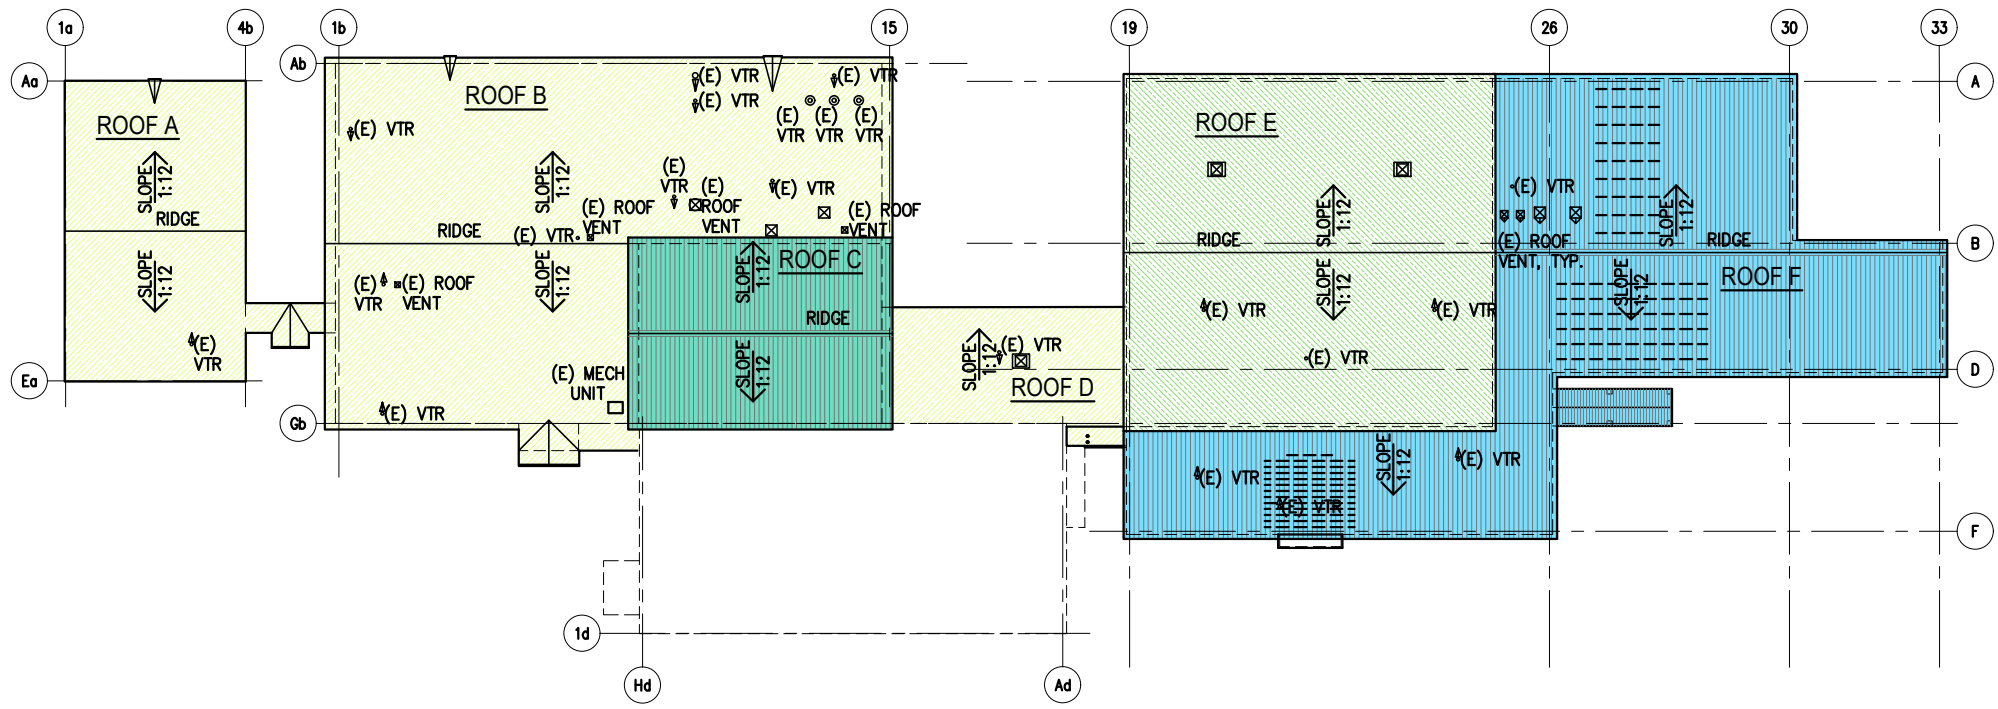 1a
4b
1b
15
19
26
30
33
Aa
Ab
A
ROOF A
ROOF B
(E) VTR
(E) VTR
(E) VTR
(E) (E) (E)
VTR VTR VTR
(E) VTR
ROOF E
SLOPE
1:12
SLOPE
1:12
(E)
VTR
(E)
ROOF
VENT
(E) VTR
(E) ROOF
VENT
(E) ROOF
VENT
(E) VTR
RIDGE
RIDGE
SLOPE
1:12
SLOPE
1:12
(E) VTR
RIDGE
(E) ROOF
VENT, TYP.
RIDGE
B
SLOPE
1:12
SLOPE
1:12
(E)
VTR
(E) ROOF
VENT
SLOPE
1:12
ROOF C
SLOPE
1:12
(E) VTR
(E) VTR
SLOPE
1:12
ROOF F
RIDGE
(E)
VTR
(E) MECH
UNIT
SLOPE
1:12
SLOPE
1:12
(E) VTR
ROOF D
(E) VTR
D
Ea
(E) VTR
Gb
SLOPE
1:12
(E) VTR
(E) VTR
(E) VTR
F
1d
Hd
Ad